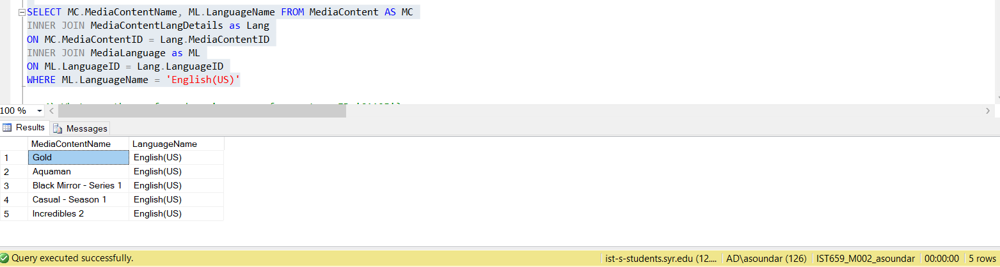 SELECT MC.MediaContentName, ML.LanguageName FROM MediaContent AS MC
INNER JOIN MediaContentLangDetails as Lang
ON MC.MediaContentID = Lang.MediaContentID
INNER JOIN MediaLanguage as ML
ON ML.LanguageID = Lang.LanguageID
WHERE ML.LanguageName = 'English(US)'
100 %
Results Messages
MediaContentName LanguageName
1 Gold English(US)
2 Aquaman English(US)
3 Black Mirror - Series 1 English(US)
4 Casual - Season 1 English(US)
5 Incredibles 2 English(US)
Query executed successfully. ist-s-students.syr.edu (12.... AD\asoundar (126) IST659_M002_asoundar 00:00:00 5 rows